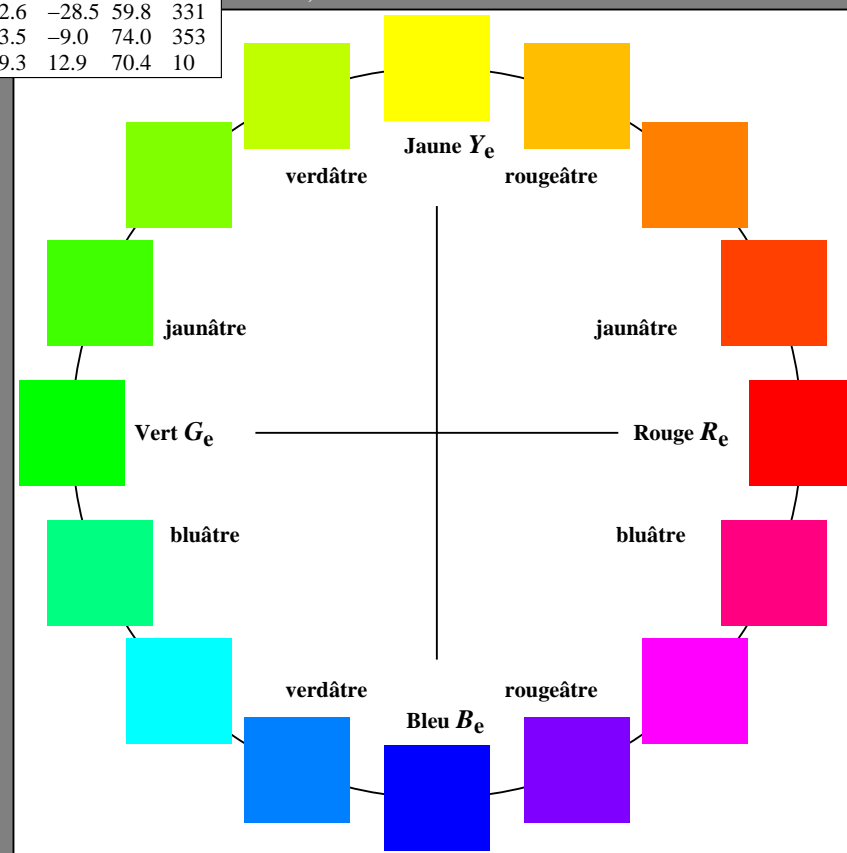 2.6 −28.5 59.8 331
3.5 −9.0 74.0 353
9.3 12.9 70.4 10
Jaune Ye
verdâtre rougeâtre
jaunâtre jaunâtre
Vert Ge Rouge Re
bluâtre bluâtre
verdâtre rougeâtre
Bleu Be